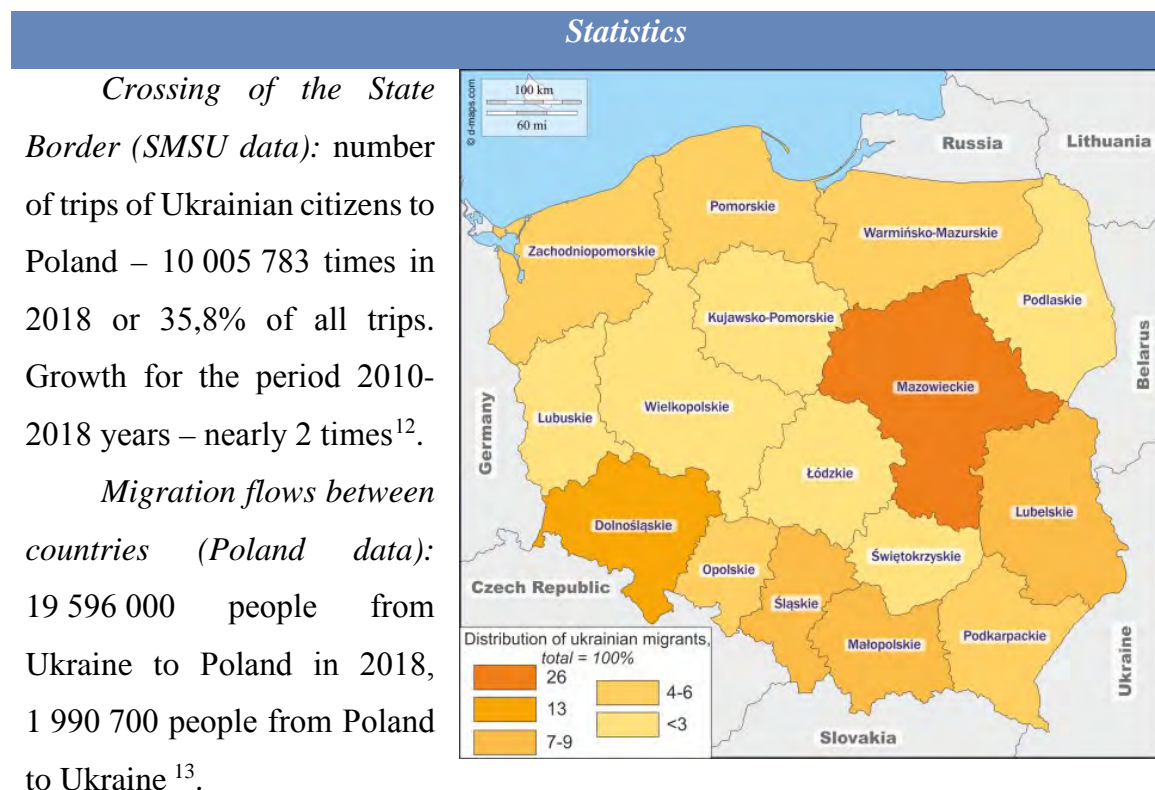 Statistics
Crossing of the State
Border (SMSU data): number
of trips of Ukrainian citizens to
Poland – 10 005 783 times in
2018 or 35,8% of all trips.
Growth for the period 2010-
2018 years – nearly 2 times12.
Migration flows between
countries (Poland data):
19 596 000 people from
Ukraine to Poland in 2018,
1 990 700 people from Poland
to Ukraine 13.
© d-maps.com
100 km
60 mi
Russia
Lithuania
Pomorskie
Warmińsko-Mazurskie
Zachodniopomorskie
Podlaskie
Kujawsko-Pomorskie
Belarus
Mazowieckie
Wielkopolskie
Lubuskie
Germany
Łódzkie
Lubelskie
Dolnośląskie
Świętokrzyskie
Opolskie
Czech Republic
Śląskie
Podkarpackie
Małopolskie
Ukraine
Slovakia
Distribution of ukrainian migrants,
total = 100%
26
13
7-9
4-6
<3